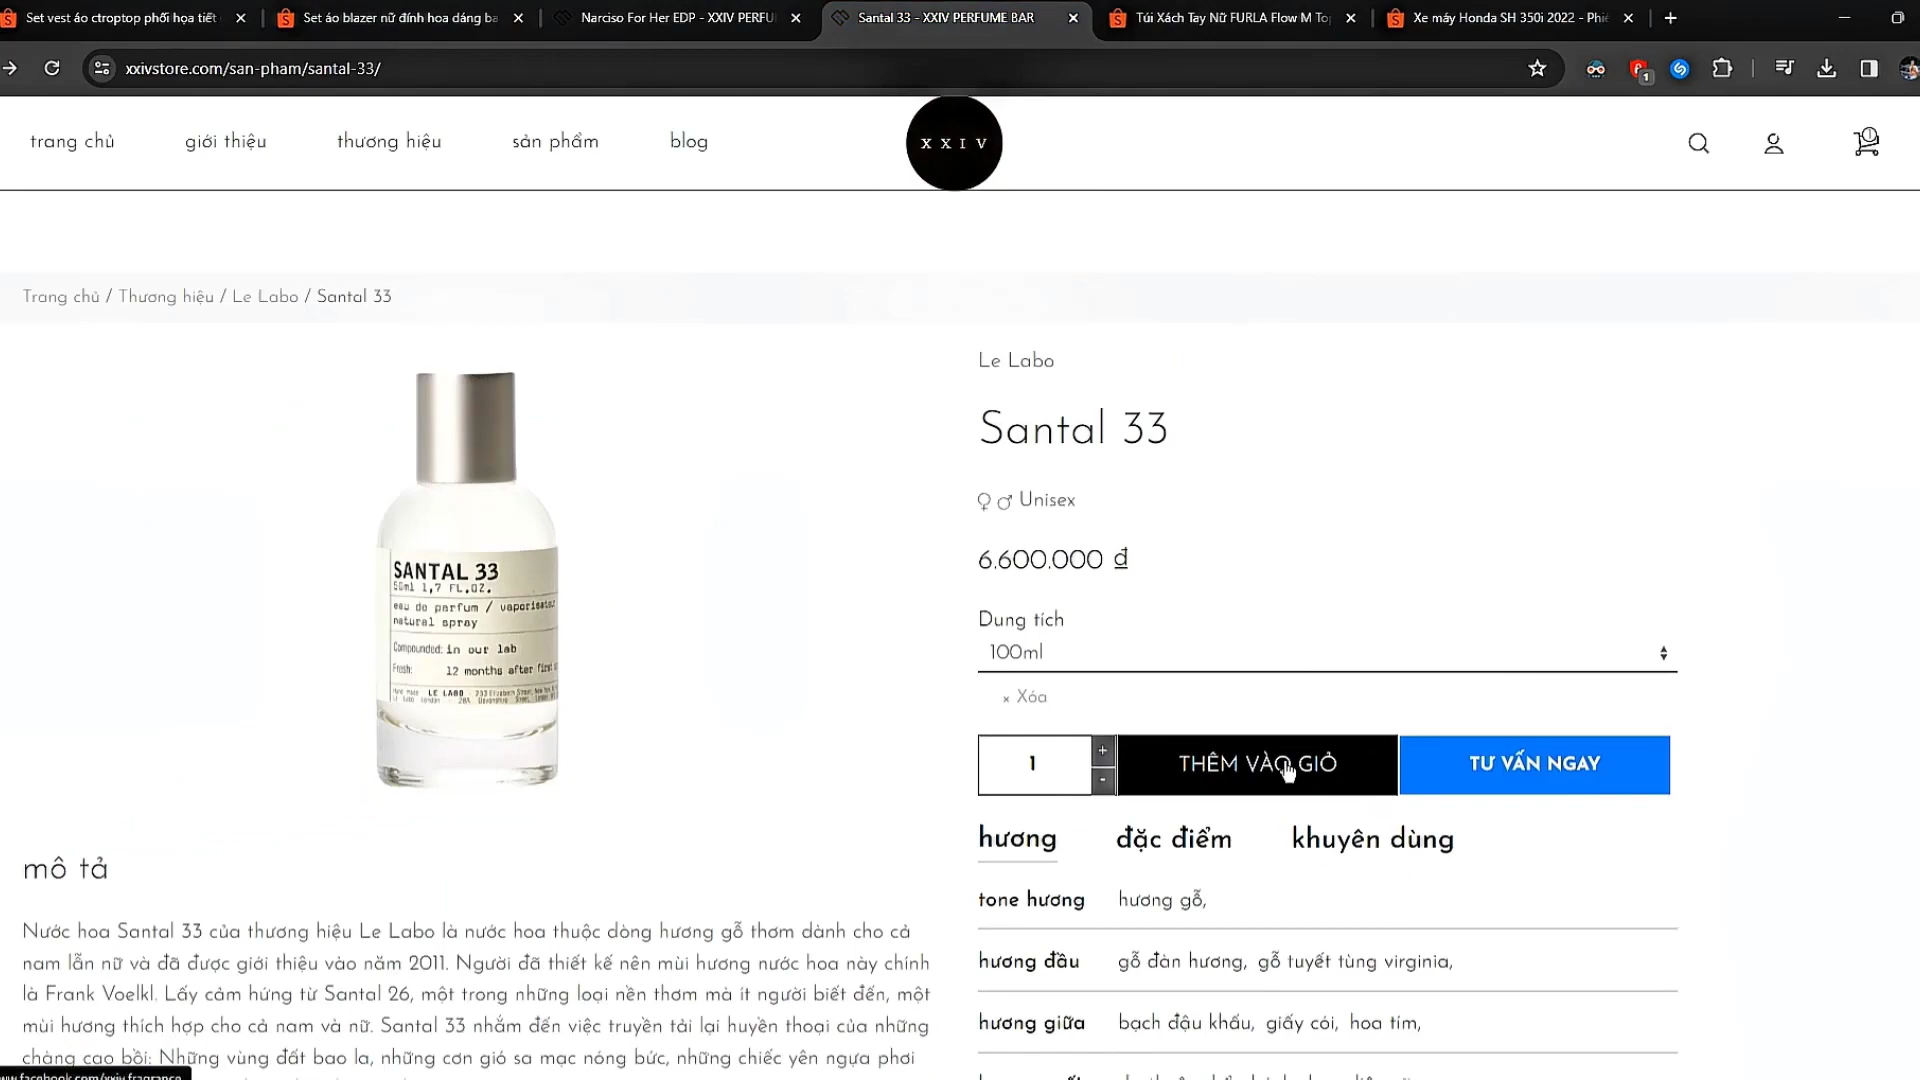 Set vest áo ctroptop phối họa tiết
Set áo blazer nữ đính hoa dáng ba
Narciso For Her EDP - XXIV PERFU
Santal 33 - XXIV PERFUME BAR
Túi Xách Tay Nữ FURLA Flow M To
Xe máy Honda SH 350i 2022 - Phiê
xxivstore.com/san-pham/santal-33/
1
trang chủ
giới thiệu
thương hiệu
sản phẩm
blog
X X I V
Trang chủ / Thương hiệu / Le Labo / Santal 33
SANTAL 33
50ml 1,7 FL.OZ.
eau de parfum / vaporisateur
natural spray
Compounded: in our lab
Fresh: 12 months after first
LE LABO
Le Labo
Santal 33
Unisex
6.600.000 ₫
Dung tích
100ml
× Xóa
1
+
-
THÊM VÀO GIỎ
TƯ VẤN NGAY
hương
đặc điểm
khuyên dùng
tone hương
hương gỗ,
hương đầu
gỗ đàn hương, gỗ tuyết tùng virginia,
hương giữa
bạch đậu khấu, giấy cói, hoa tím,
mô tả
Nước hoa Santal 33 của thương hiệu Le Labo là nước hoa thuộc dòng hương gỗ thơm dành cho cả
nam lẫn nữ và đã được giới thiệu vào năm 2011. Người đã thiết kế nên mùi hương nước hoa này chính
là Frank Voelkl. Lấy cảm hứng từ Santal 26, một trong những loại nền thơm mà ít người biết đến, một
mùi hương thích hợp cho cả nam và nữ. Santal 33 nhắm đến việc truyền tải lại huyền thoại của những
chàng cao bồi: Những vùng đất bao la, những cơn gió sa mạc nóng bức, những chiếc yên ngựa phơi
www.facebook.com/xxiv.fragrance